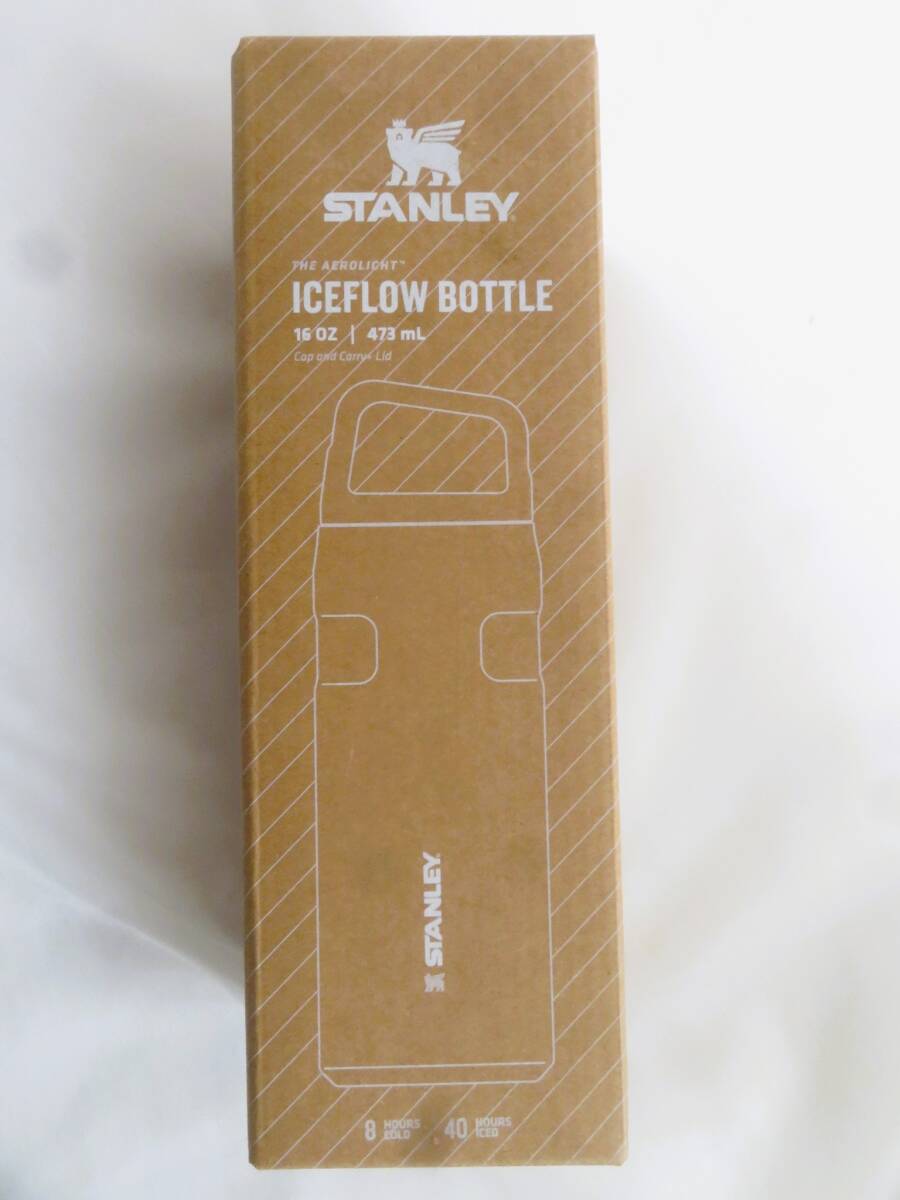 STANLEY
THE AEROLIGHT™
ICEFLOW BOTTLE
16 OZ | 473 mL
Cap and Carry+ Lid
STANLEY
8 HOURS COLD
40 HOURS ICED